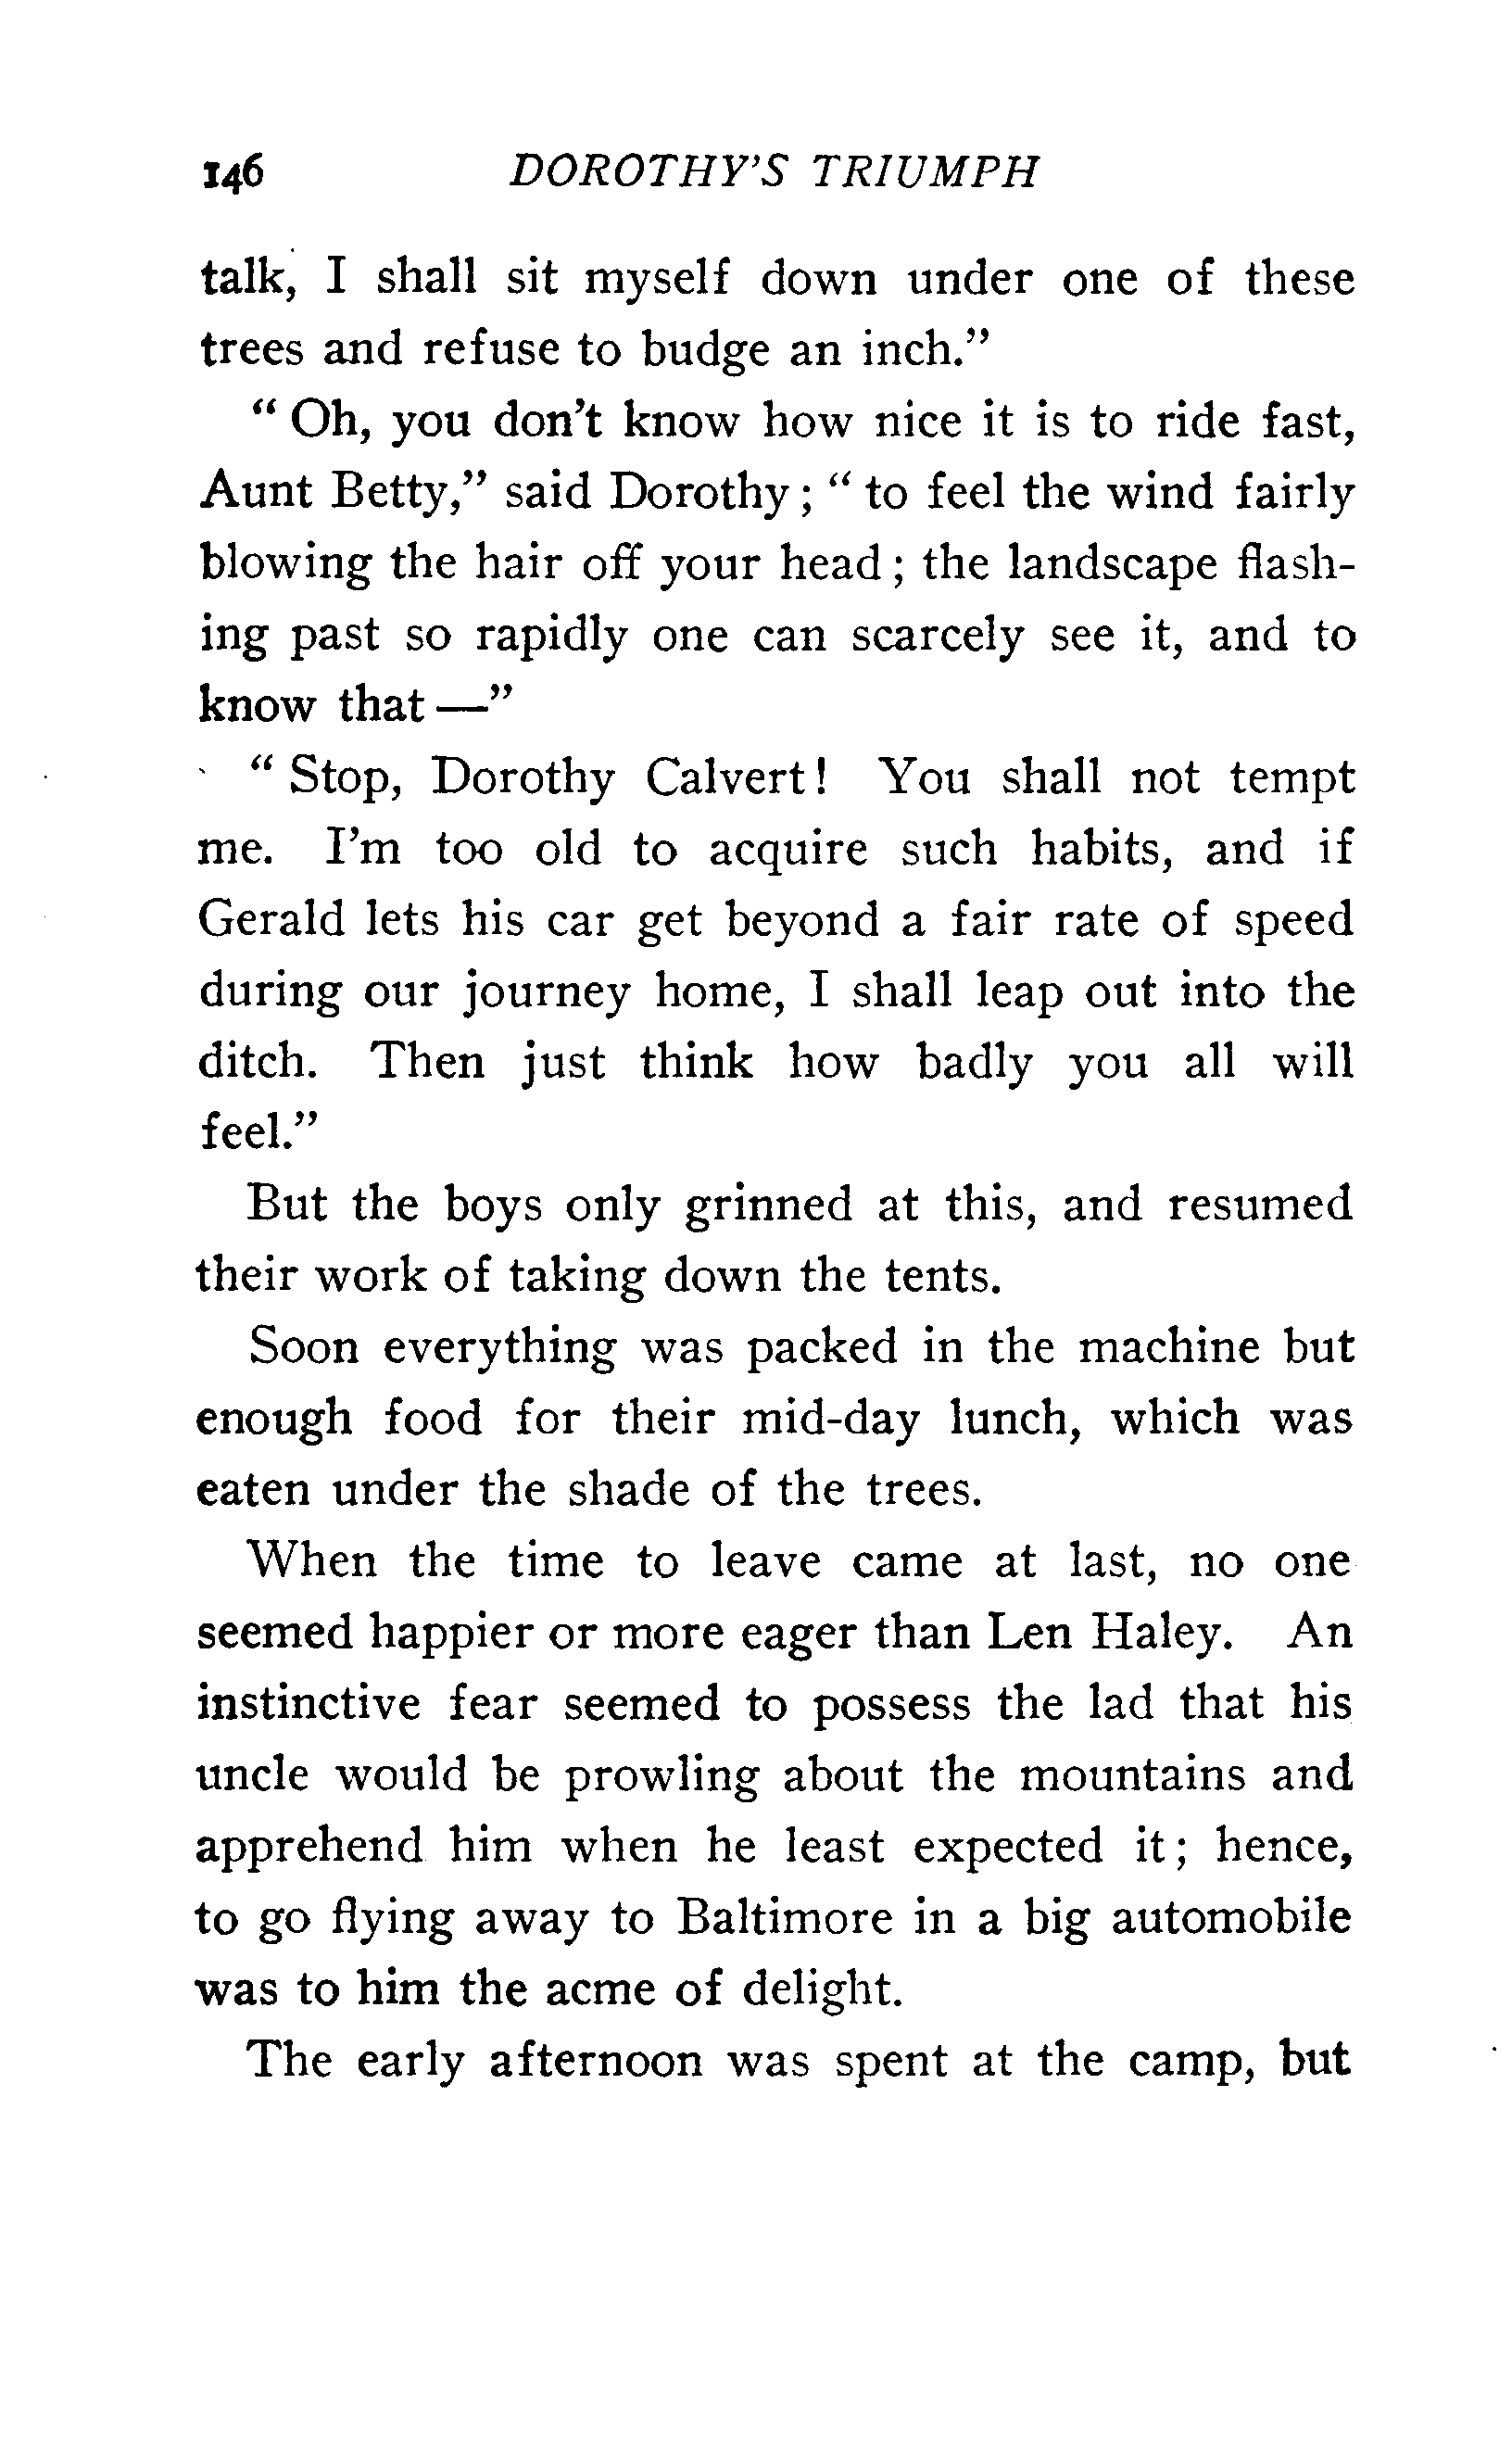 146 DOROTHY'S TRIUMPH
talk, I shall sit myself down under one of these
trees and refuse to budge an inch.”
“ Oh, you don't know how nice it is to ride fast,
Aunt Betty,” said Dorothy ; “ to feel the wind fairly
blowing the hair off your head ; the landscape flash-
ing past so rapidly one can scarcely see it, and to
know that —”
“ Stop, Dorothy Calvert ! You shall not tempt
me. I'm too old to acquire such habits, and if
Gerald lets his car get beyond a fair rate of speed
during our journey home, I shall leap out into the
ditch. Then just think how badly you all will
feel.”
But the boys only grinned at this, and resumed
their work of taking down the tents.
Soon everything was packed in the machine but
enough food for their mid-day lunch, which was
eaten under the shade of the trees.
When the time to leave came at last, no one
seemed happier or more eager than Len Haley. An
instinctive fear seemed to possess the lad that his
uncle would be prowling about the mountains and
apprehend him when he least expected it ; hence,
to go flying away to Baltimore in a big automobile
was to him the acme of delight.
The early afternoon was spent at the camp, but